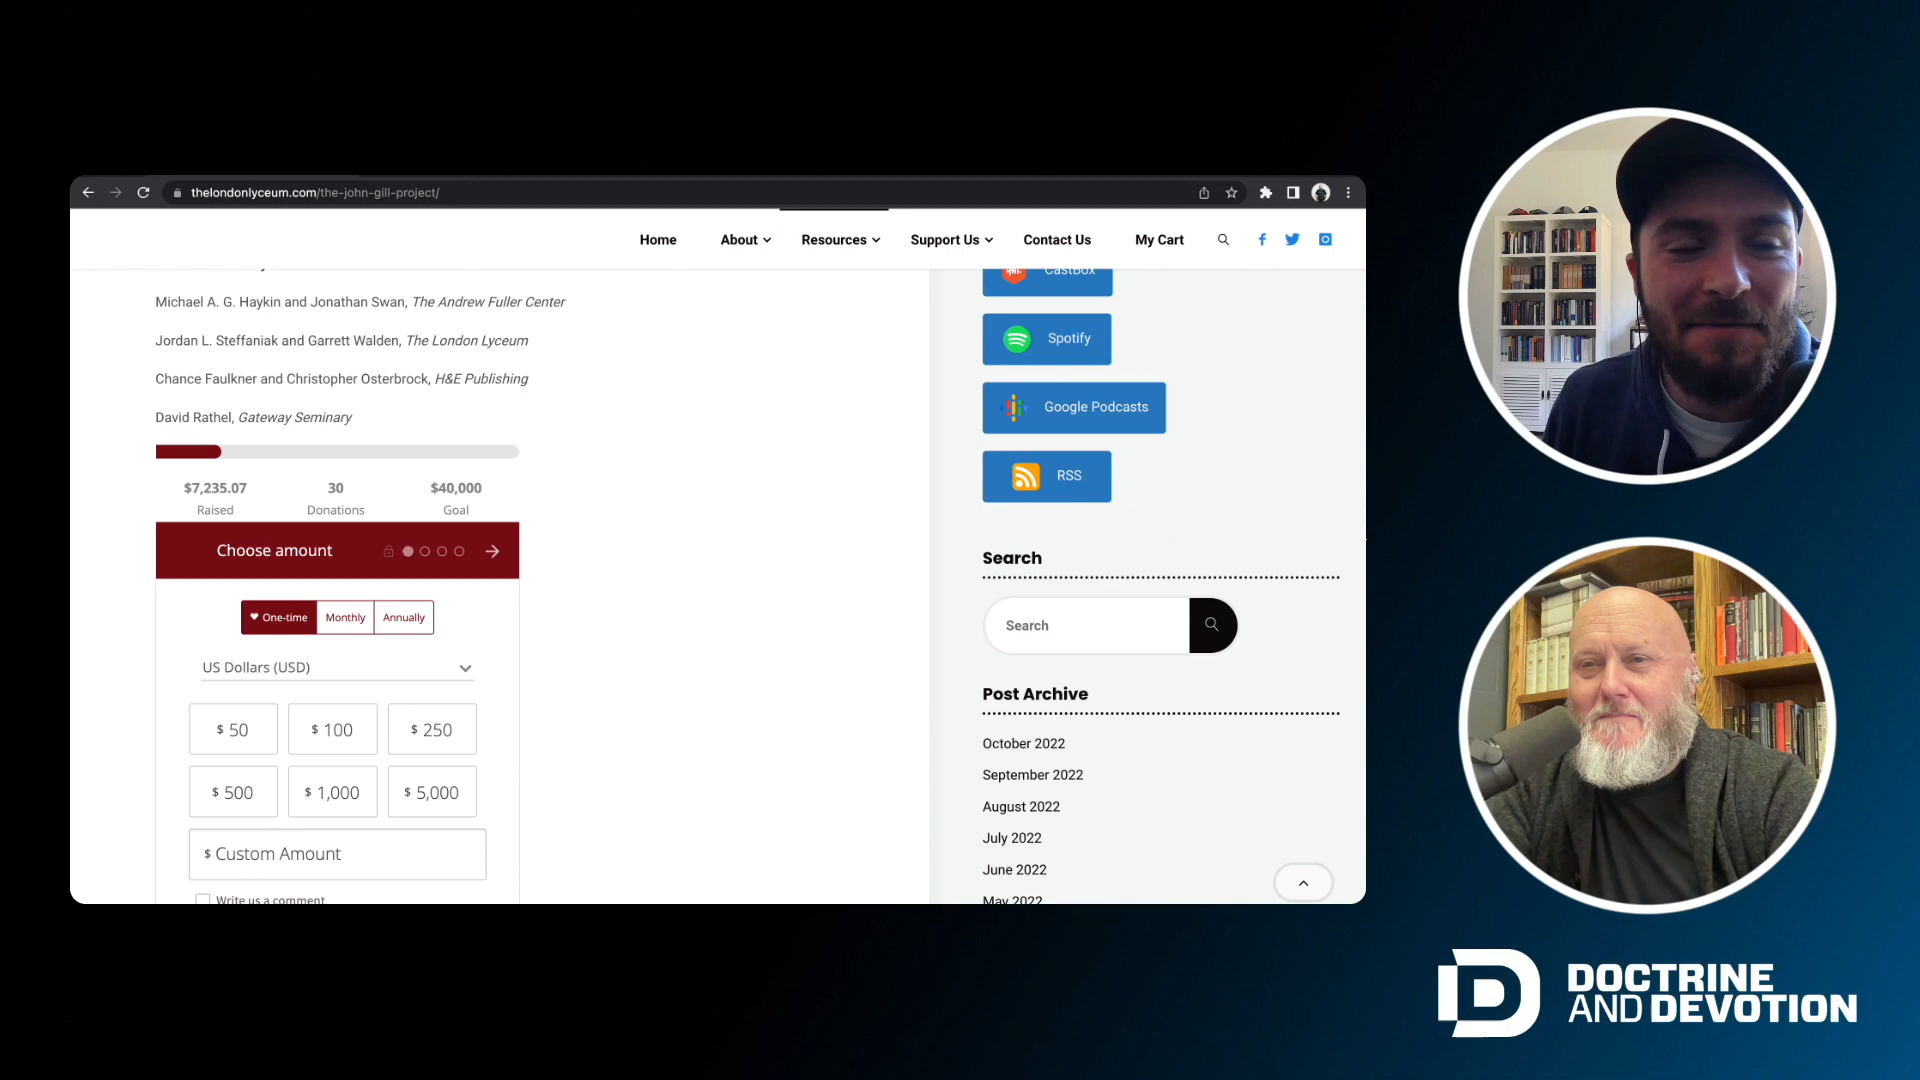 thelondonlyceum.com/the-john-gill-project/
Home
About
Resources
Support Us
Contact Us
My Cart
Michael A. G. Haykin and Jonathan Swan, The Andrew Fuller Center
Jordan L. Steffaniak and Garrett Walden, The London Lyceum
Chance Faulkner and Christopher Osterbrock, H&E Publishing
David Rathel, Gateway Seminary
$7,235.07
30
$40,000
Raised
Donations
Goal
Choose amount
One-time
Monthly
Annually
US Dollars (USD)
$ 50
$ 100
$ 250
$ 500
$ 1,000
$ 5,000
$ Custom Amount
Write us a comment
CastBox
Spotify
Google Podcasts
RSS
Search
Search
Post Archive
October 2022
September 2022
August 2022
July 2022
June 2022
May 2022
DOCTRINE
AND DEVOTION